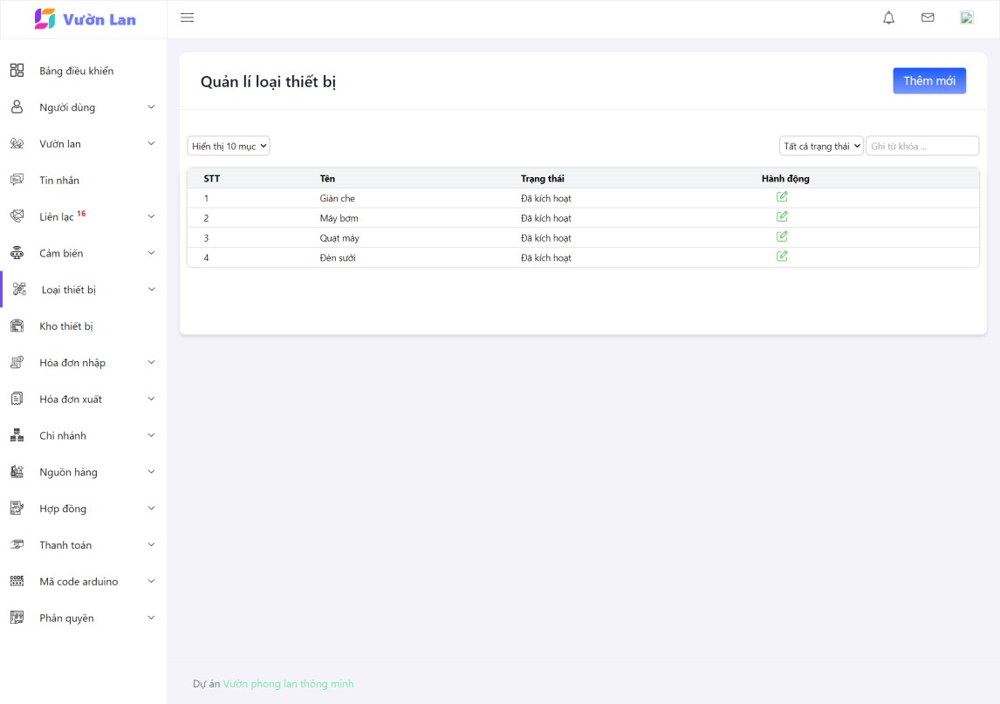 Vườn Lan
Bảng điều khiển
Người dùng
Vườn lan
Tin nhắn
Liên lạc 16
Cảm biến
Loại thiết bị
Kho thiết bị
Hóa đơn nhập
Hóa đơn xuất
Chi nhánh
Nguồn hàng
Hợp đồng
Thanh toán
Mã code arduino
Phân quyền
Quản lí loại thiết bị
Thêm mới
Hiển thị 10 mục
Tất cả trạng thái
Ghi từ khóa ...
STT Tên Trạng thái Hành động
1 Giàn che Đã kích hoạt
2 Máy bơm Đã kích hoạt
3 Quạt máy Đã kích hoạt
4 Đèn sưởi Đã kích hoạt
Dự án Vườn phong lan thông minh